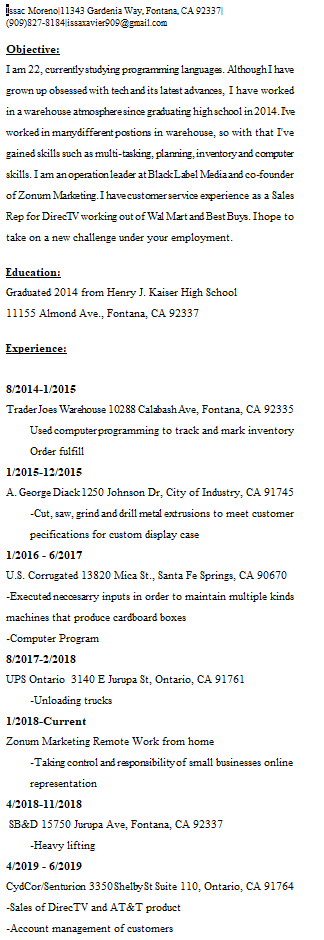 Issac Moreno|11343 Gardenia Way, Fontana, CA 92337|
(909)827-8184|issaxavier909@gmail.com
Objective:
I am 22, currently studying programming languages. Although I have
grown up obsessed with tech and its latest advances, I have worked
in a warehouse atmosphere since graduating high school in 2014. I've
worked in many different postions in warehouse, so with that I've
gained skills such as multi-tasking, planning, inventory and computer
skills. I am an operation leader at Black Label Media and co-founder
of Zonum Marketing. I have customer service experience as a Sales
Rep for DirecTV working out of Wal Mart and Best Buys. I hope to
take on a new challenge under your employment.
Education:
Graduated 2014 from Henry J. Kaiser High School
11155 Almond Ave., Fontana, CA 92337
Experience:
8/2014-1/2015
Trader Joes Warehouse 10288 Calabash Ave, Fontana, CA 92335
Used computer programming to track and mark inventory
Order fulfill
1/2015-12/2015
A. George Diack 1250 Johnson Dr, City of Industry, CA 91745
-Cut, saw, grind and drill metal extrusions to meet customer
pecifications for custom display case
1/2016 - 6/2017
U.S. Corrugated 13820 Mica St., Santa Fe Springs, CA 90670
-Executed neccesarry inputs in order to maintain multiple kinds
machines that produce cardboard boxes
-Computer Program
8/2017-2/2018
UPS Ontario 3140 E Jurupa St, Ontario, CA 91761
-Unloading trucks
1/2018-Current
Zonum Marketing Remote Work from home
-Taking control and responsibility of small businesses online
representation
4/2018-11/2018
SB&D 15750 Jurupa Ave, Fontana, CA 92337
-Heavy lifting
4/2019 - 6/2019
CydCor/Senturion 3350 Shelby St Suite 110, Ontario, CA 91764
-Sales of DirecTV and AT&T product
-Account management of customers